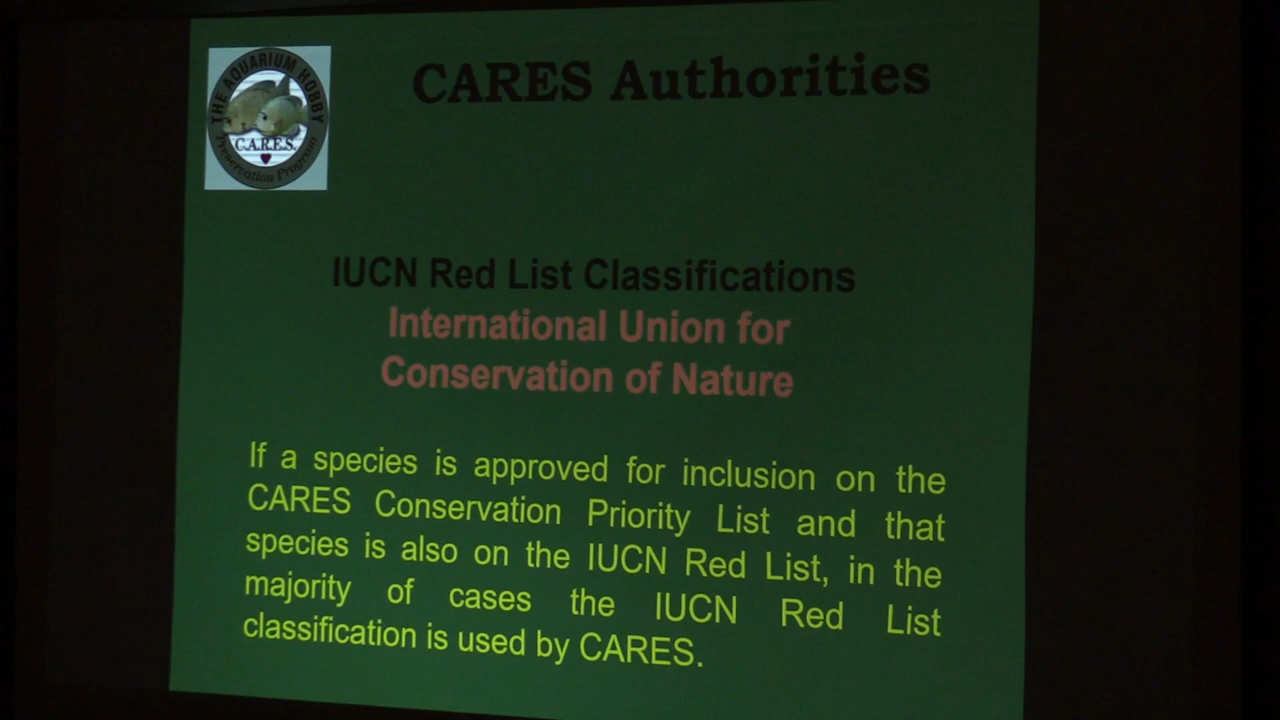 THE AQUARIUM HOBBY
C.A.R.E.S.
Preservation Program
CARES Authorities
IUCN Red List Classifications
International Union for
Conservation of Nature
If a species is approved for inclusion on the
CARES Conservation Priority List and that
species is also on the IUCN Red List, in the
majority of cases the IUCN Red List
classification is used by CARES.